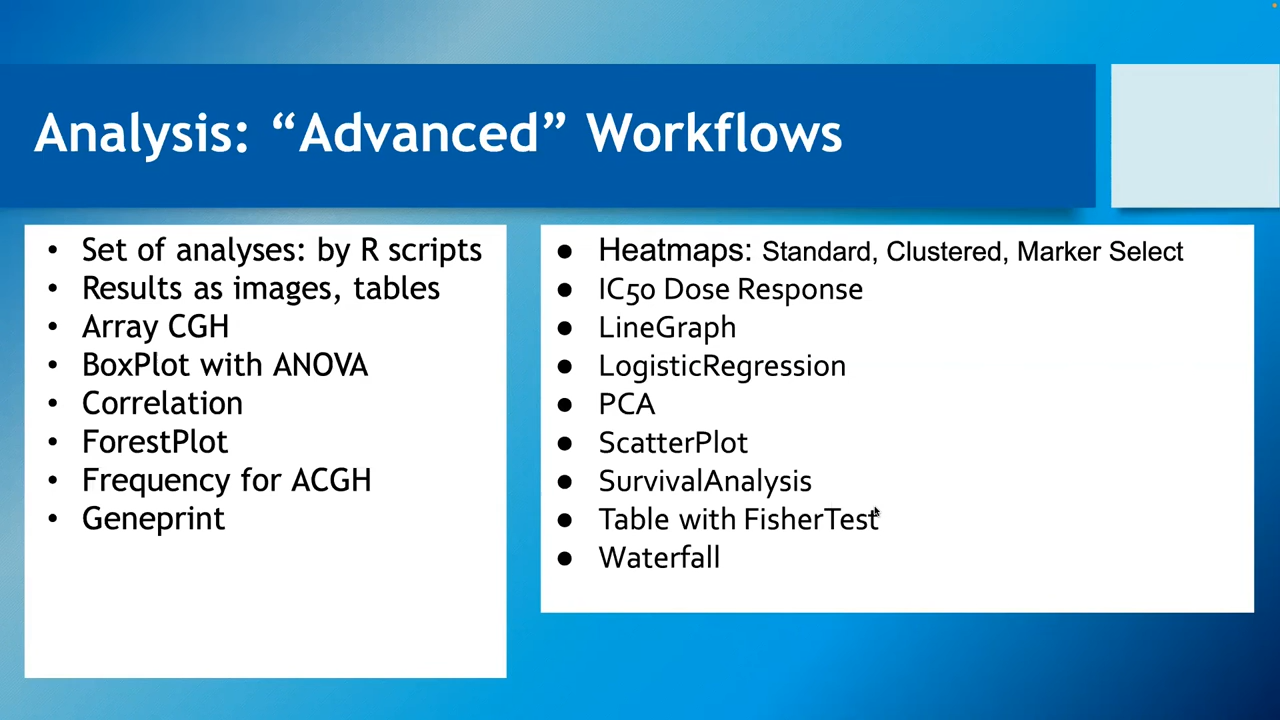 Analysis: “Advanced” Workflows
• Set of analyses: by R scripts
• Results as images, tables
• Array CGH
• BoxPlot with ANOVA
• Correlation
• ForestPlot
• Frequency for ACGH
• Geneprint
● Heatmaps: Standard, Clustered, Marker Select
● IC50 Dose Response
● LineGraph
● LogisticRegression
● PCA
● ScatterPlot
● SurvivalAnalysis
● Table with FisherTest
● Waterfall